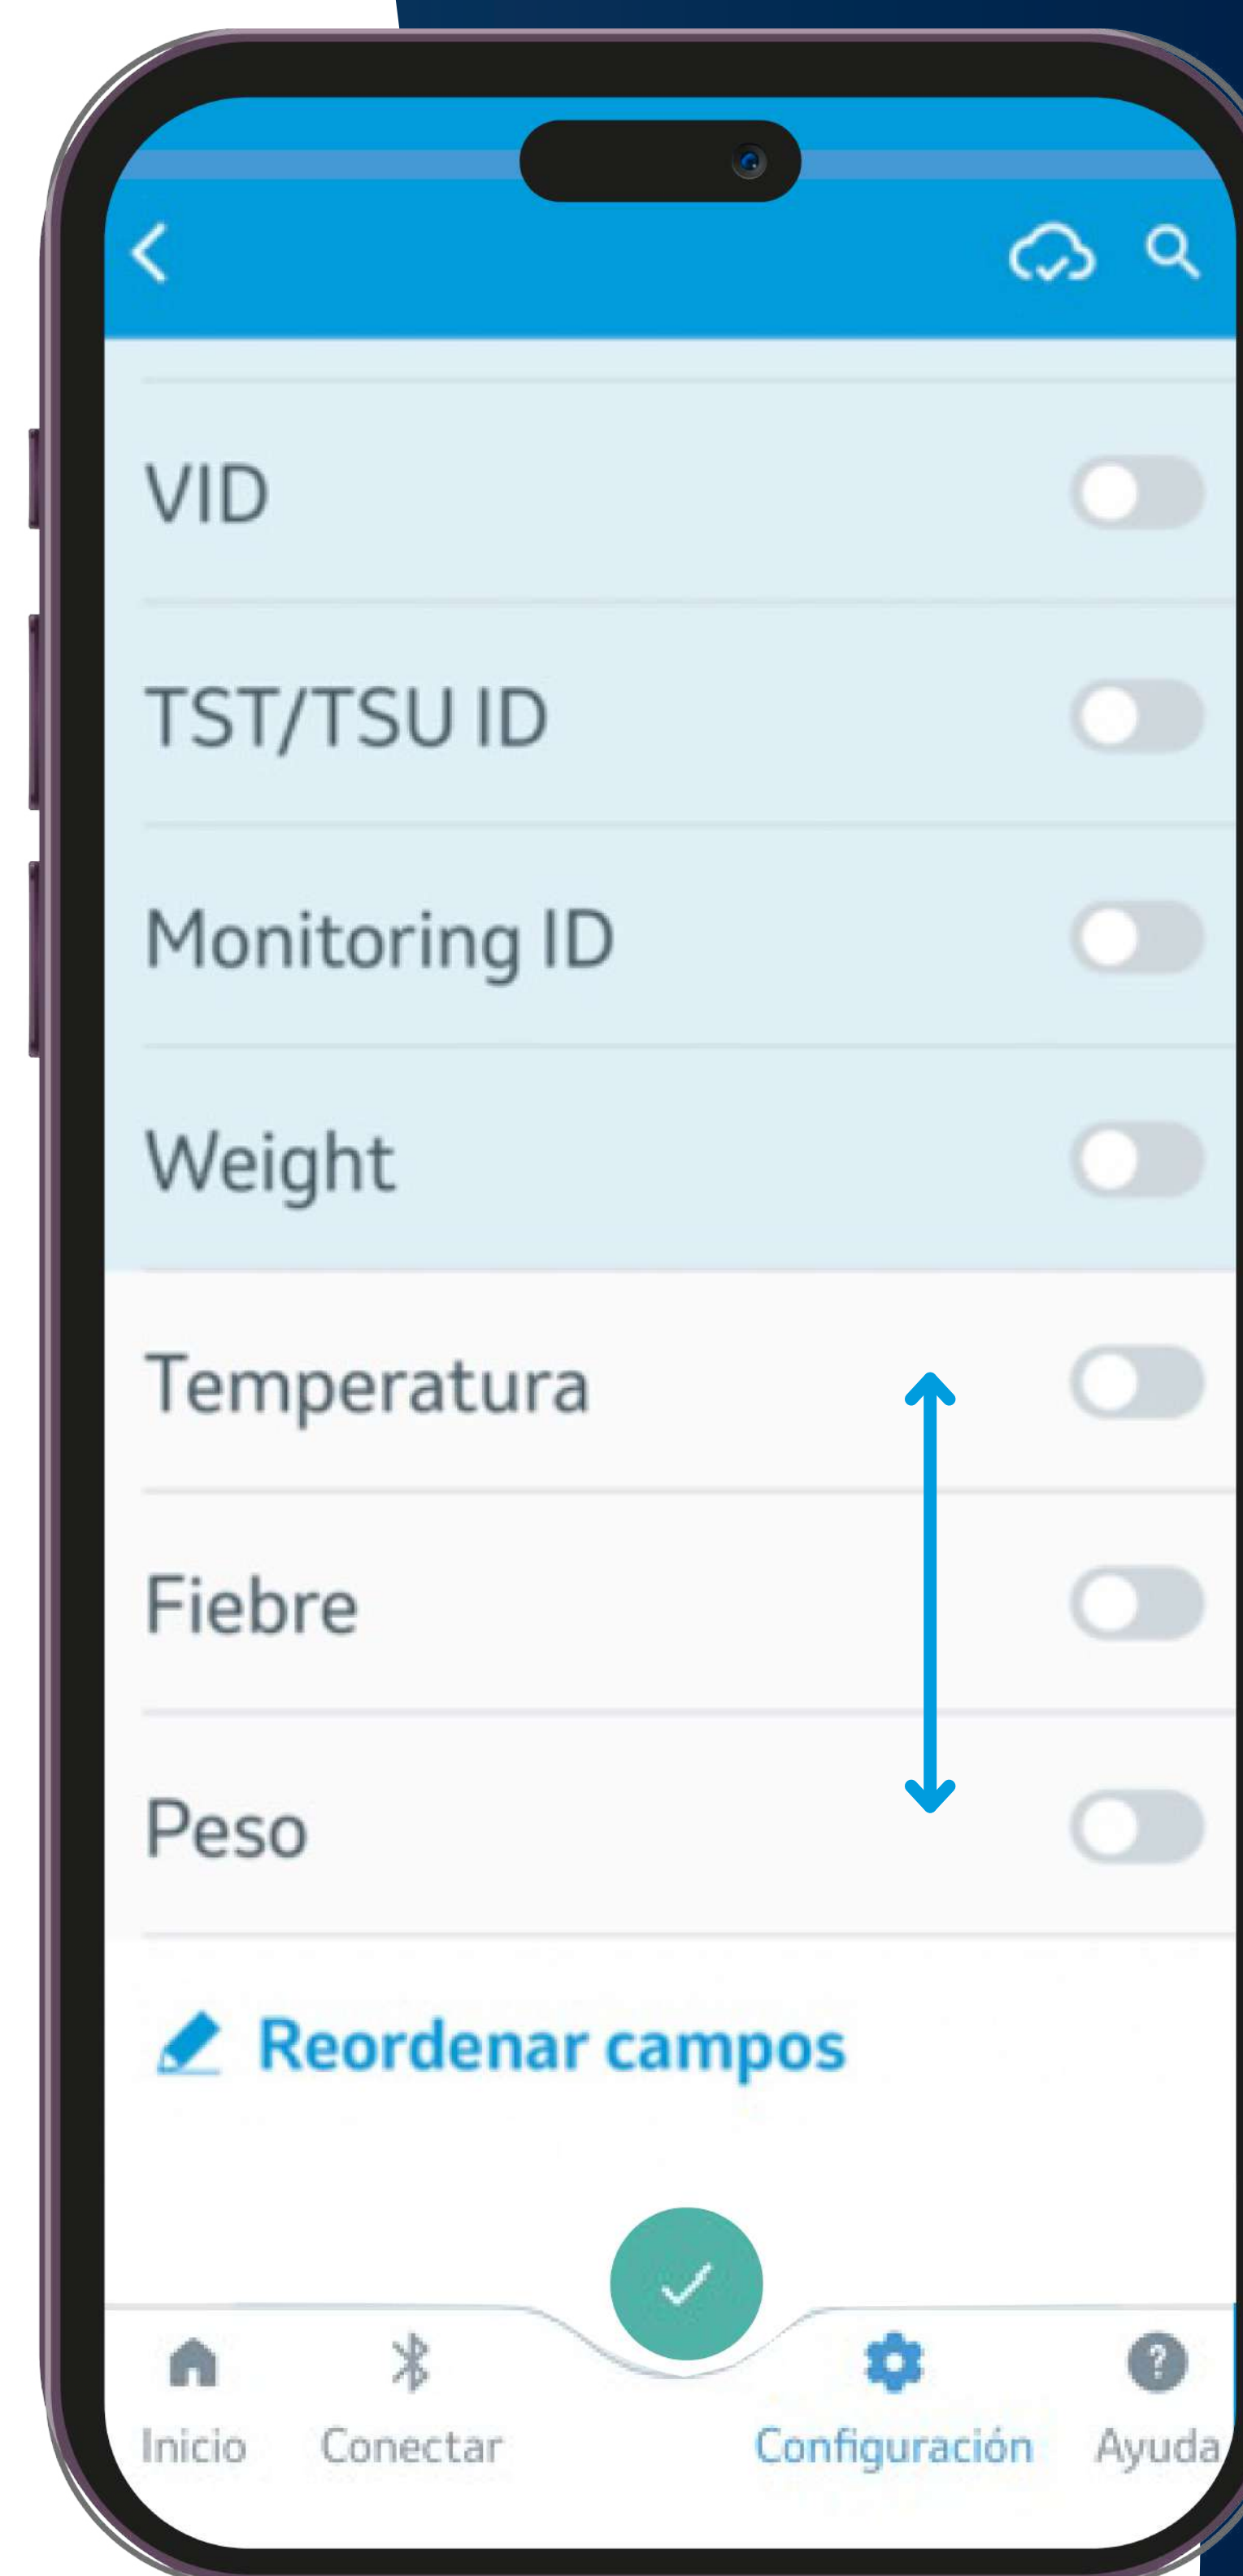 VID
TST/TSU ID
Monitoring ID
Weight
Temperatura
Fiebre
Peso
Reordenar campos
Inicio Conectar Configuración Ayuda